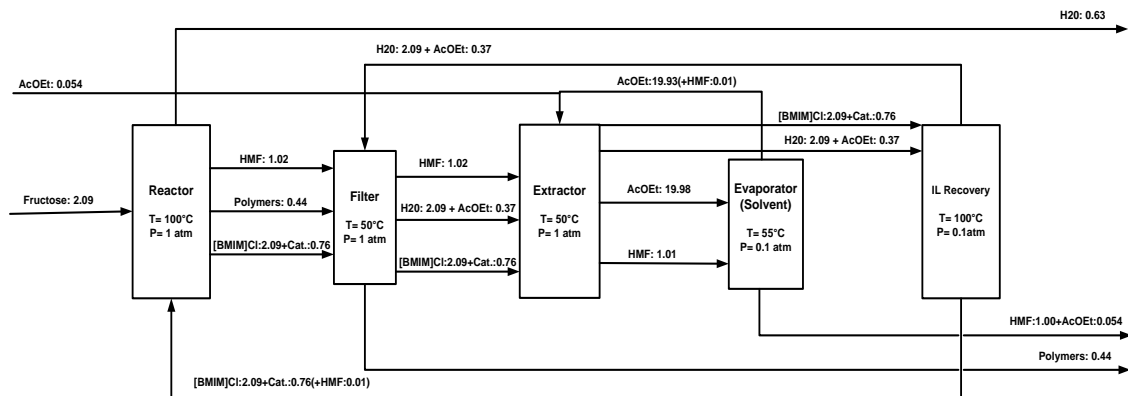 H20: 0.63
H20: 2.09 + AcOEt: 0.37
AcOEt: 0.054
AcOEt:19.93(+HMF:0.01)
[BMIM]Cl:2.09+Cat.:0.76
H20: 2.09 + AcOEt: 0.37
HMF: 1.02
HMF: 1.02
Fructose: 2.09
Reactor
T= 100°C
P= 1 atm
Polymers: 0.44
Filter
T= 50°C
P= 1 atm
H20: 2.09 + AcOEt: 0.37
Extractor
T= 50°C
P= 1 atm
AcOEt: 19.98
Evaporator
(Solvent)
T= 55°C
P= 0.1 atm
IL Recovery
T= 100°C
P= 0.1atm
[BMIM]Cl:2.09+Cat.:0.76
[BMIM]Cl:2.09+Cat.:0.76
HMF: 1.01
HMF:1.00+AcOEt:0.054
Polymers: 0.44
[BMIM]Cl:2.09+Cat.:0.76(+HMF:0.01)